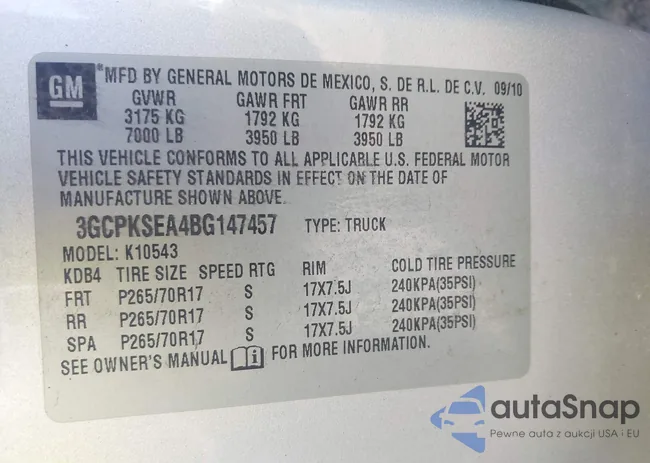 GM
*MFD BY GENERAL MOTORS DE MEXICO, S. DE R.L. DE C.V. 09/10
GVWR GAWR FRT GAWR RR
3175 KG 1792 KG 1792 KG
7000 LB 3950 LB 3950 LB
THIS VEHICLE CONFORMS TO ALL APPLICABLE U.S. FEDERAL MOTOR
VEHICLE SAFETY STANDARDS IN EFFECT ON THE DATE OF
MANUFACTURE SHOWN ABOVE.
3GCPKSEA4BG147457 TYPE: TRUCK
MODEL: K10543
KDB4 TIRE SIZE SPEED RTG RIM COLD TIRE PRESSURE
FRT P265/70R17 S 17X7.5J 240KPA(35PSI)
RR P265/70R17 S 17X7.5J 240KPA(35PSI)
SPA P265/70R17 S 17X7.5J 240KPA(35PSI)
SEE OWNER'S MANUAL i FOR MORE INFORMATION.
autaSnap
Pewne auta z aukcji USA i EU